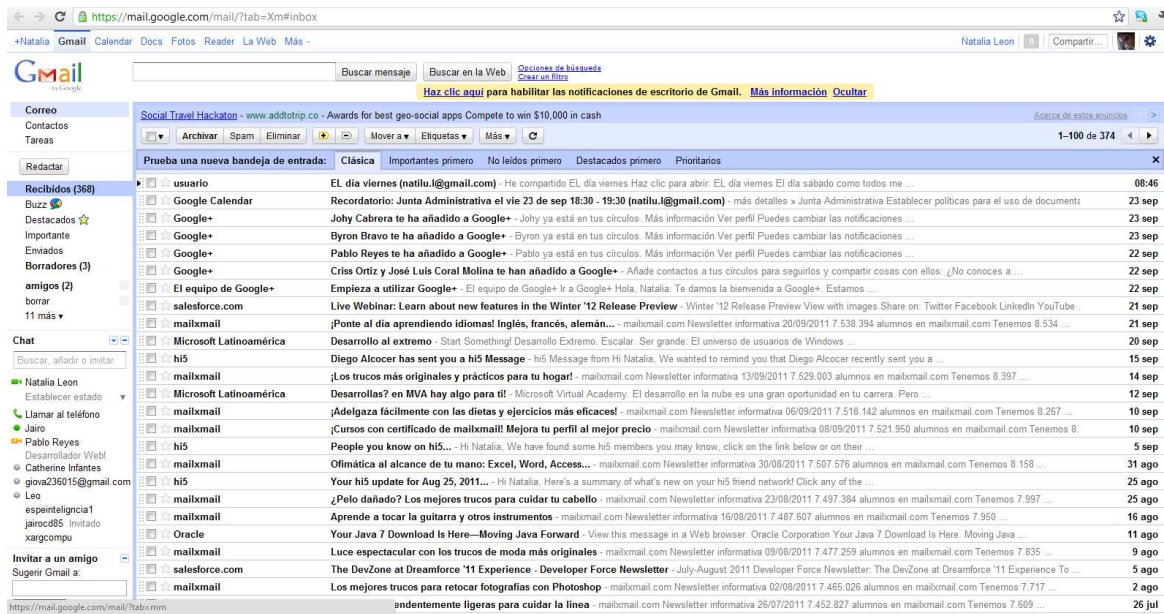 https://mail.google.com/mail/?tab=Xm#inbox
+Natalia Gmail Calendar Docs Fotos Reader La Web Más -
Natalia Leon 0 Compartir...
Gmail
by Google
Buscar mensaje Buscar en la Web Opciones de búsqueda
Crear un filtro
Haz clic aquí para habilitar las notificaciones de escritorio de Gmail. Más información Ocultar
Correo
Contactos
Tareas
Redactar
Recibidos (368)
Buzz
Destacados
Importante
Enviados
Borradores (3)
amigos (2)
borrar
11 más ▾
Chat
Buscar, añadir o invitar
Natalia Leon
Establecer estado
Llamar al teléfono
Jairo
Pablo Reyes
Desarrollador Web!
Catherine Infantes
giova236015@gmail.com
Leo
espeinteligncia1
jairocd85 Invitado
xargcompu
Invitar a un amigo
Sugerir Gmail a:
Social Travel Hackaton - www.addtotrip.co - Awards for best geo-social apps Compete to win $10,000 in cash Acerca de estos anuncios >
Archivar Spam Eliminar Mover a ▾ Etiquetas ▾ Más ▾ 1–100 de 374
Prueba una nueva bandeja de entrada: Clásica Importantes primero No leídos primero Destacados primero Prioritarios x
usuario EL día viernes (natilu.l@gmail.com) - He compartido EL día viernes Haz clic para abrir: EL día viernes El día sábado como todos me ... 08:46
Google Calendar Recordatorio: Junta Administrativa el vie 23 de sep 18:30 - 19:30 (natilu.l@gmail.com) - más detalles » Junta Administrativa Establecer políticas para el uso de documenta 23 sep
Google+ Johy Cabrera te ha añadido a Google+ - Johy ya está en tus círculos. Más información Ver perfil Puedes cambiar las notificaciones ... 23 sep
Google+ Byron Bravo te ha añadido a Google+ - Byron ya está en tus círculos. Más información Ver perfil Puedes cambiar las notificaciones ... 22 sep
Google+ Pablo Reyes te ha añadido a Google+ - Pablo ya está en tus círculos. Más información Ver perfil Puedes cambiar las notificaciones ... 22 sep
Google+ Criss Ortiz y José Luis Coral Molina te han añadido a Google+ - Añade contactos a tus círculos para seguirlos y compartir cosas con ellos. ¿No conoces a ... 22 sep
El equipo de Google+ Empieza a utilizar Google+ - El equipo de Google+ Ir a Google+ Hola, Natalia: Te damos la bienvenida a Google+. Estamos ... 22 sep
salesforce.com Live Webinar: Learn about new features in the Winter '12 Release Preview - Winter '12 Release Preview View with images Share on: Twitter Facebook LinkedIn YouTube . 21 sep
mailxmail ¡Ponte al día aprendiendo idiomas! Inglés, francés, alemán... - mailxmail.com Newsletter informativa 20/09/2011 7.538.394 alumnos en mailxmail.com Tenemos 8.534 ... 21 sep
Microsoft Latinoamérica Desarrollo al extremo - Start Something! Desarrollo Extremo. Escalar. Ser grande: El universo de usuarios de Windows ... 20 sep
hi5 Diego Alcocer has sent you a hi5 Message - hi5 Message from Hi Natalia, We wanted to remind you that Diego Alcocer recently sent you a ... 15 sep
mailxmail ¡Los trucos más originales y prácticos para tu hogar! - mailxmail.com Newsletter informativa 13/09/2011 7.529.003 alumnos en mailxmail.com Tenemos 8.397 ... 14 sep
Microsoft Latinoamérica Desarrollas? en MVA hay algo para ti! - Microsoft Virtual Academy. El desarrollo en la nube es una gran oportunidad en tu carrera. Pero ... 12 sep
mailxmail ¡Adelgaza fácilmente con las dietas y ejercicios más eficaces! - mailxmail.com Newsletter informativa 06/09/2011 7.518.142 alumnos en mailxmail.com Tenemos 8.267 ... 10 sep
mailxmail ¡Cursos con certificado de mailxmail! Mejora tu perfil al mejor precio - mailxmail.com Newsletter informativa 08/09/2011 7.521.950 alumnos en mailxmail.com Tenemos 8. 10 sep
hi5 People you know on hi5... - Hi Natalia, We have found some hi5 members you may know, click on the link below or on their ... 5 sep
mailxmail Ofimática al alcance de tu mano: Excel, Word, Access... - mailxmail.com Newsletter informativa 30/08/2011 7.507.576 alumnos en mailxmail.com Tenemos 8.158 ... 31 ago
hi5 Your hi5 update for Aug 25, 2011... - Hi Natalia, Here's a summary of what's new on your hi5 friend network! Click any of the ... 25 ago
mailxmail ¿Pelo dañado? Los mejores trucos para cuidar tu cabello - mailxmail.com Newsletter informativa 23/08/2011 7.497.384 alumnos en mailxmail.com Tenemos 7.997 ... 25 ago
mailxmail Aprende a tocar la guitarra y otros instrumentos - mailxmail.com Newsletter informativa 16/08/2011 7.487.607 alumnos en mailxmail.com Tenemos 7.950 ... 16 ago
Oracle Your Java 7 Download Is Here—Moving Java Forward - View this message in a Web browser. Oracle Corporation Your Java 7 Download Is Here. Moving Java ... 11 ago
mailxmail Luce espectacular con los trucos de moda más originales - mailxmail.com Newsletter informativa 09/08/2011 7.477.259 alumnos en mailxmail.com Tenemos 7.835 ... 9 ago
salesforce.com The DevZone at Dreamforce '11 Experience - Developer Force Newsletter - July-August 2011 Developer Force Newsletter: The DevZone at Dreamforce '11 Experience To ... 5 ago
mailxmail Los mejores trucos para retocar fotografías con Photoshop - mailxmail.com Newsletter informativa 02/08/2011 7.465.026 alumnos en mailxmail.com Tenemos 7.717 ... 2 ago
endentemente ligeras para cuidar la línea - mailxmail.com Newsletter informativa 26/07/2011 7.452.827 alumnos en mailxmail.com Tenemos 7.609 ... 26 jul
https://mail.google.com/mail/?tab=mm